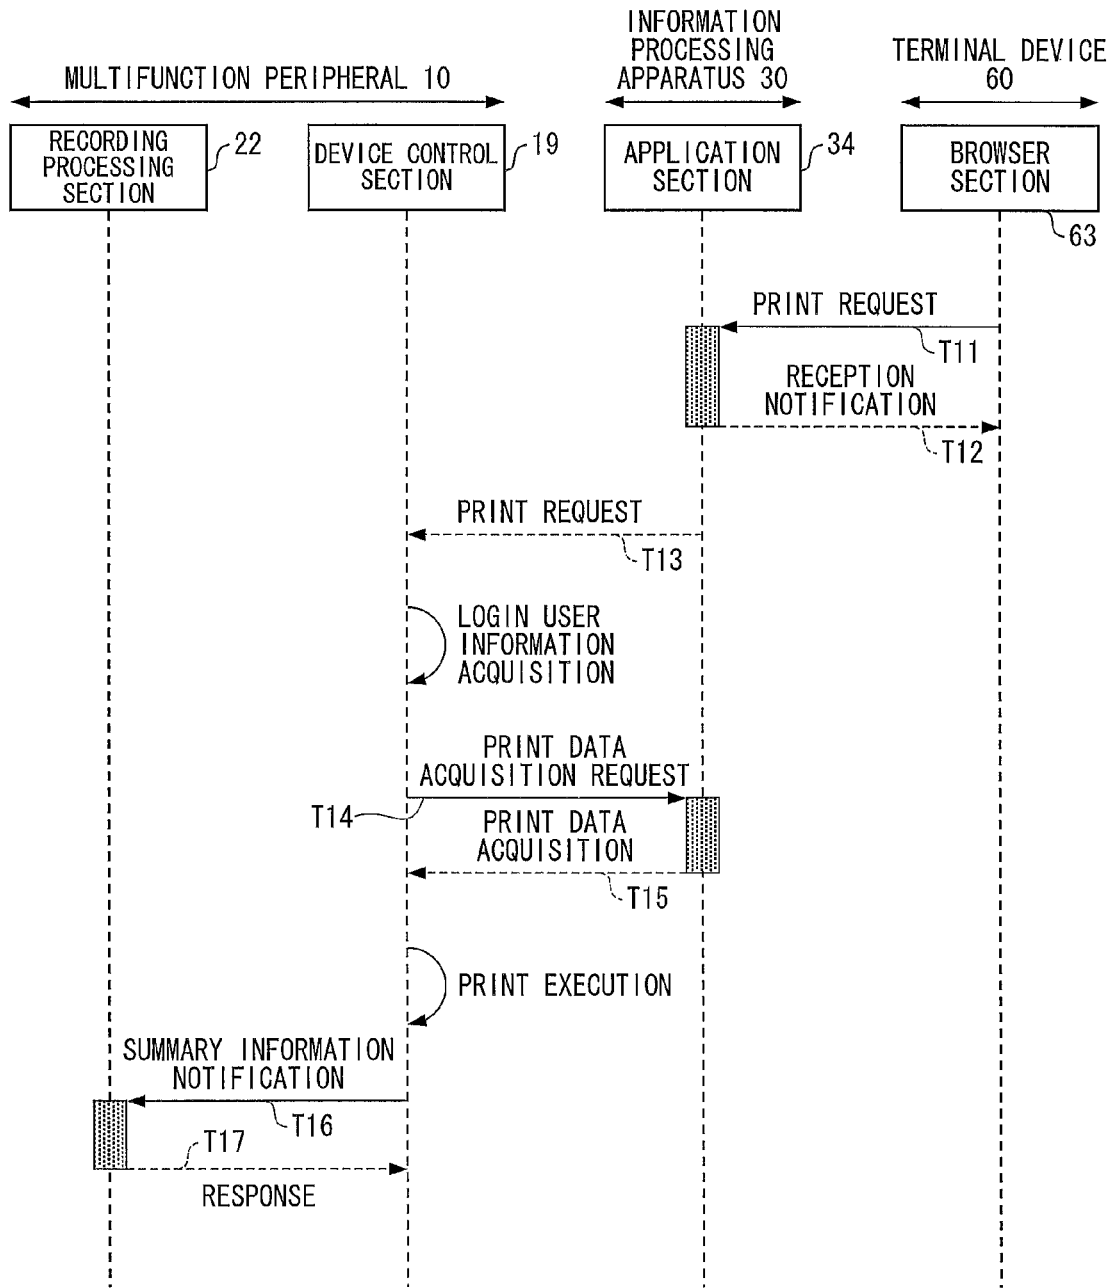 MULTIFUNCTION PERIPHERAL 10
INFORMATION
PROCESSING
APPARATUS 30
TERMINAL DEVICE
60
RECORDING
PROCESSING
SECTION
22
DEVICE CONTROL
SECTION
19
APPLICATION
SECTION
34
BROWSER
SECTION
63
PRINT REQUEST
T11
RECEPTION
NOTIFICATION
T12
PRINT REQUEST
T13
LOGIN USER
INFORMATION
ACQUISITION
PRINT DATA
ACQUISITION REQUEST
T14
PRINT DATA
ACQUISITION
T15
PRINT EXECUTION
SUMMARY INFORMATION
NOTIFICATION
T16
T17
RESPONSE